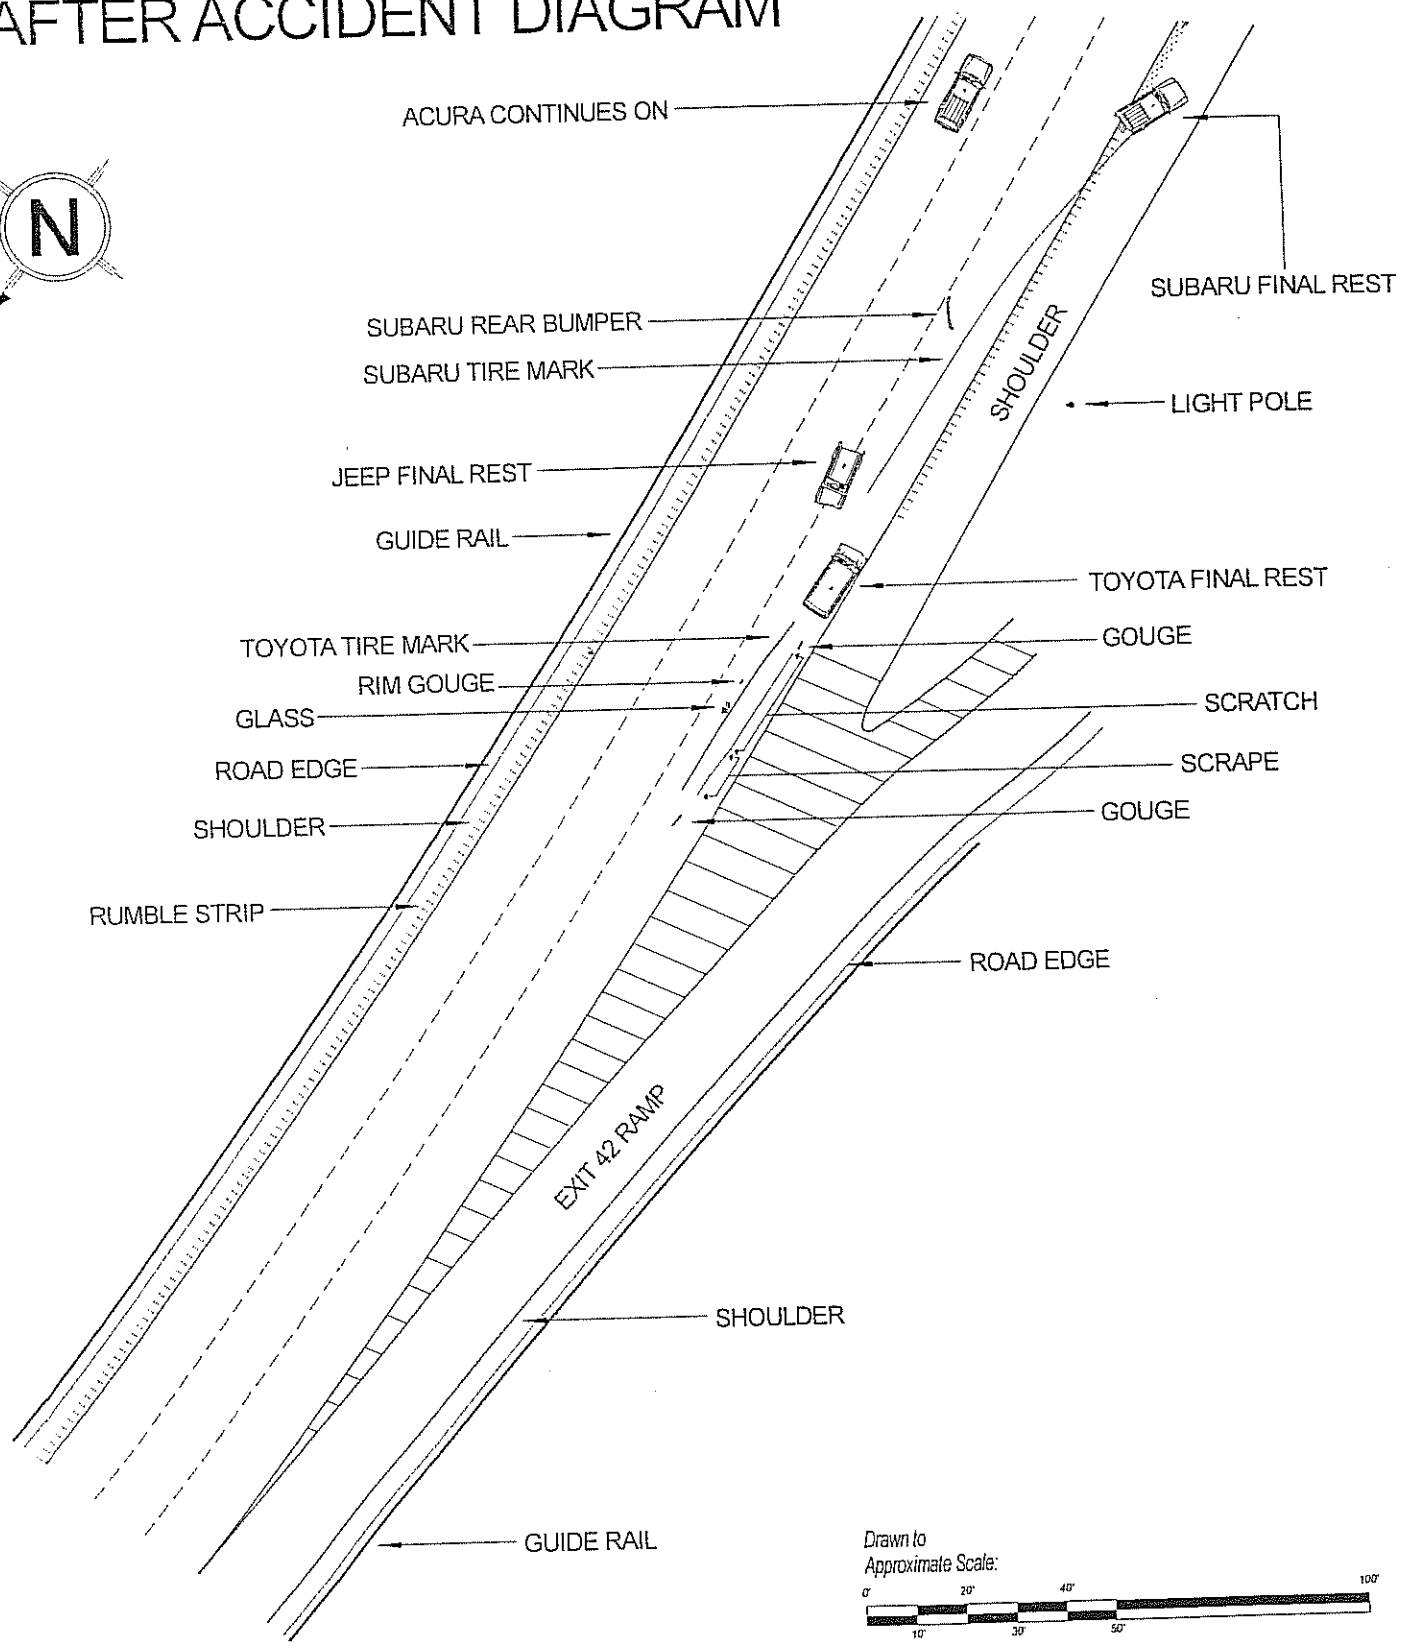 AFTER ACCIDENT DIAGRAM
ACURA CONTINUES ON
N
SUBARU FINAL REST
SUBARU REAR BUMPER
SUBARU TIRE MARK
SHOULDER
LIGHT POLE
JEEP FINAL REST
GUIDE RAIL
TOYOTA FINAL REST
TOYOTA TIRE MARK
GOUGE
RIM GOUGE
GLASS
SCRATCH
ROAD EDGE
SCRAPE
SHOULDER
GOUGE
RUMBLE STRIP
ROAD EDGE
EXIT 42 RAMP
SHOULDER
GUIDE RAIL
Drawn to
Approximate Scale:
0' 20' 40' 100'
10' 30' 50'